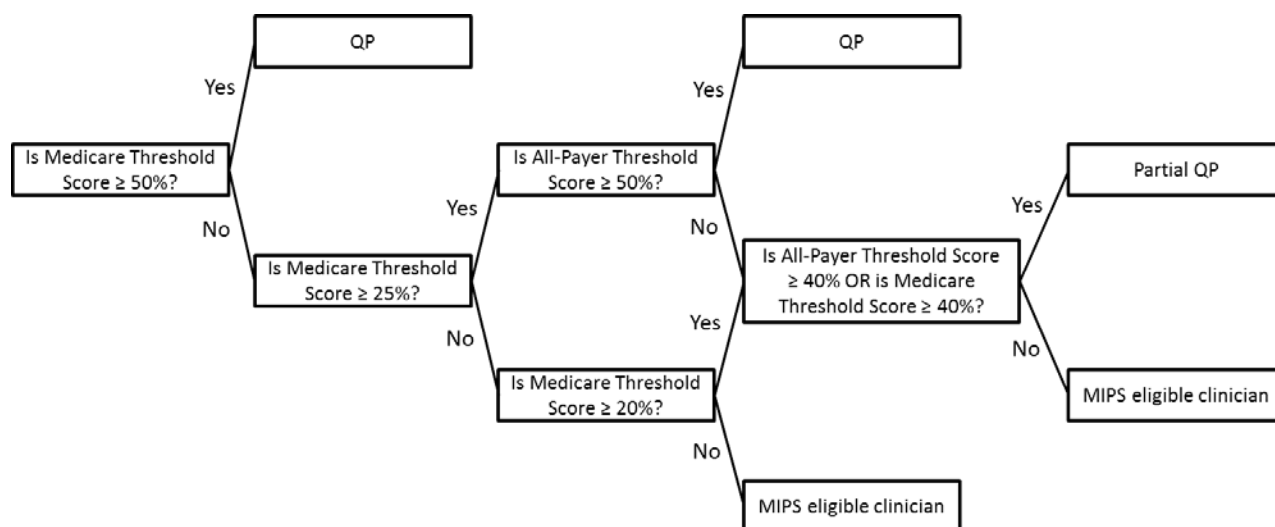 QP
QP
Yes
Yes
Is Medicare Threshold
Score ≥ 50%?
Is All-Payer Threshold
Score ≥ 50%?
Partial QP
Yes
Yes
No
No
Is Medicare Threshold
Score ≥ 25%?
Is All-Payer Threshold Score
≥ 40% OR is Medicare
Threshold Score ≥ 40%?
No
Yes
No
Is Medicare Threshold
Score ≥ 20%?
MIPS eligible clinician
No
MIPS eligible clinician